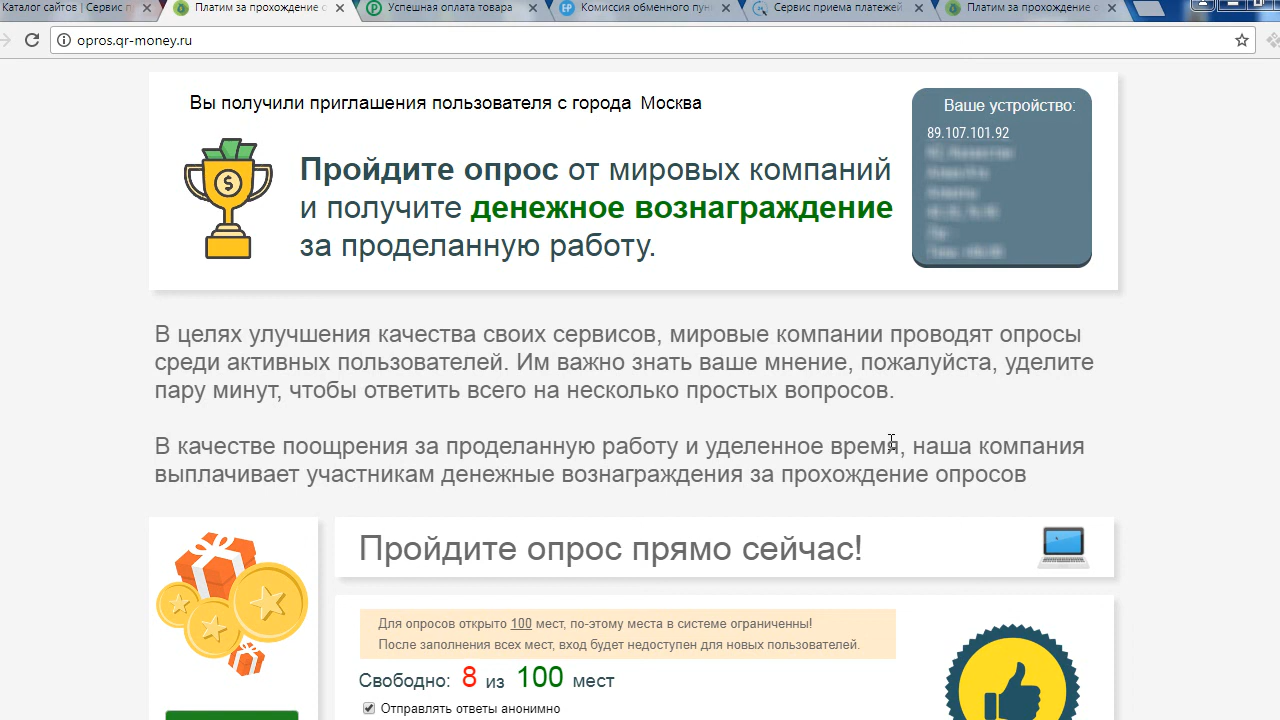 Каталог сайтов | Сервис п
Платим за прохождение о
Успешная оплата товара
Комиссия обменного пун
Сервис приема платежей
Платим за прохождение о
opros.qr-money.ru
Вы получили приглашения пользователя с города Москва
Ваше устройство:
89.107.101.92
Пройдите опрос от мировых компаний
и получите денежное вознаграждение
за проделанную работу.
В целях улучшения качества своих сервисов, мировые компании проводят опросы
среди активных пользователей. Им важно знать ваше мнение, пожалуйста, уделите
пару минут, чтобы ответить всего на несколько простых вопросов.
В качестве поощрения за проделанную работу и уделенное время, наша компания
выплачивает участникам денежные вознаграждения за прохождение опросов
Пройдите опрос прямо сейчас!
Для опросов открыто 100 мест, по-этому места в системе ограниченны!
После заполнения всех мест, вход будет недоступен для новых пользователей.
Свободно: 8 из 100 мест
Отправлять ответы анонимно